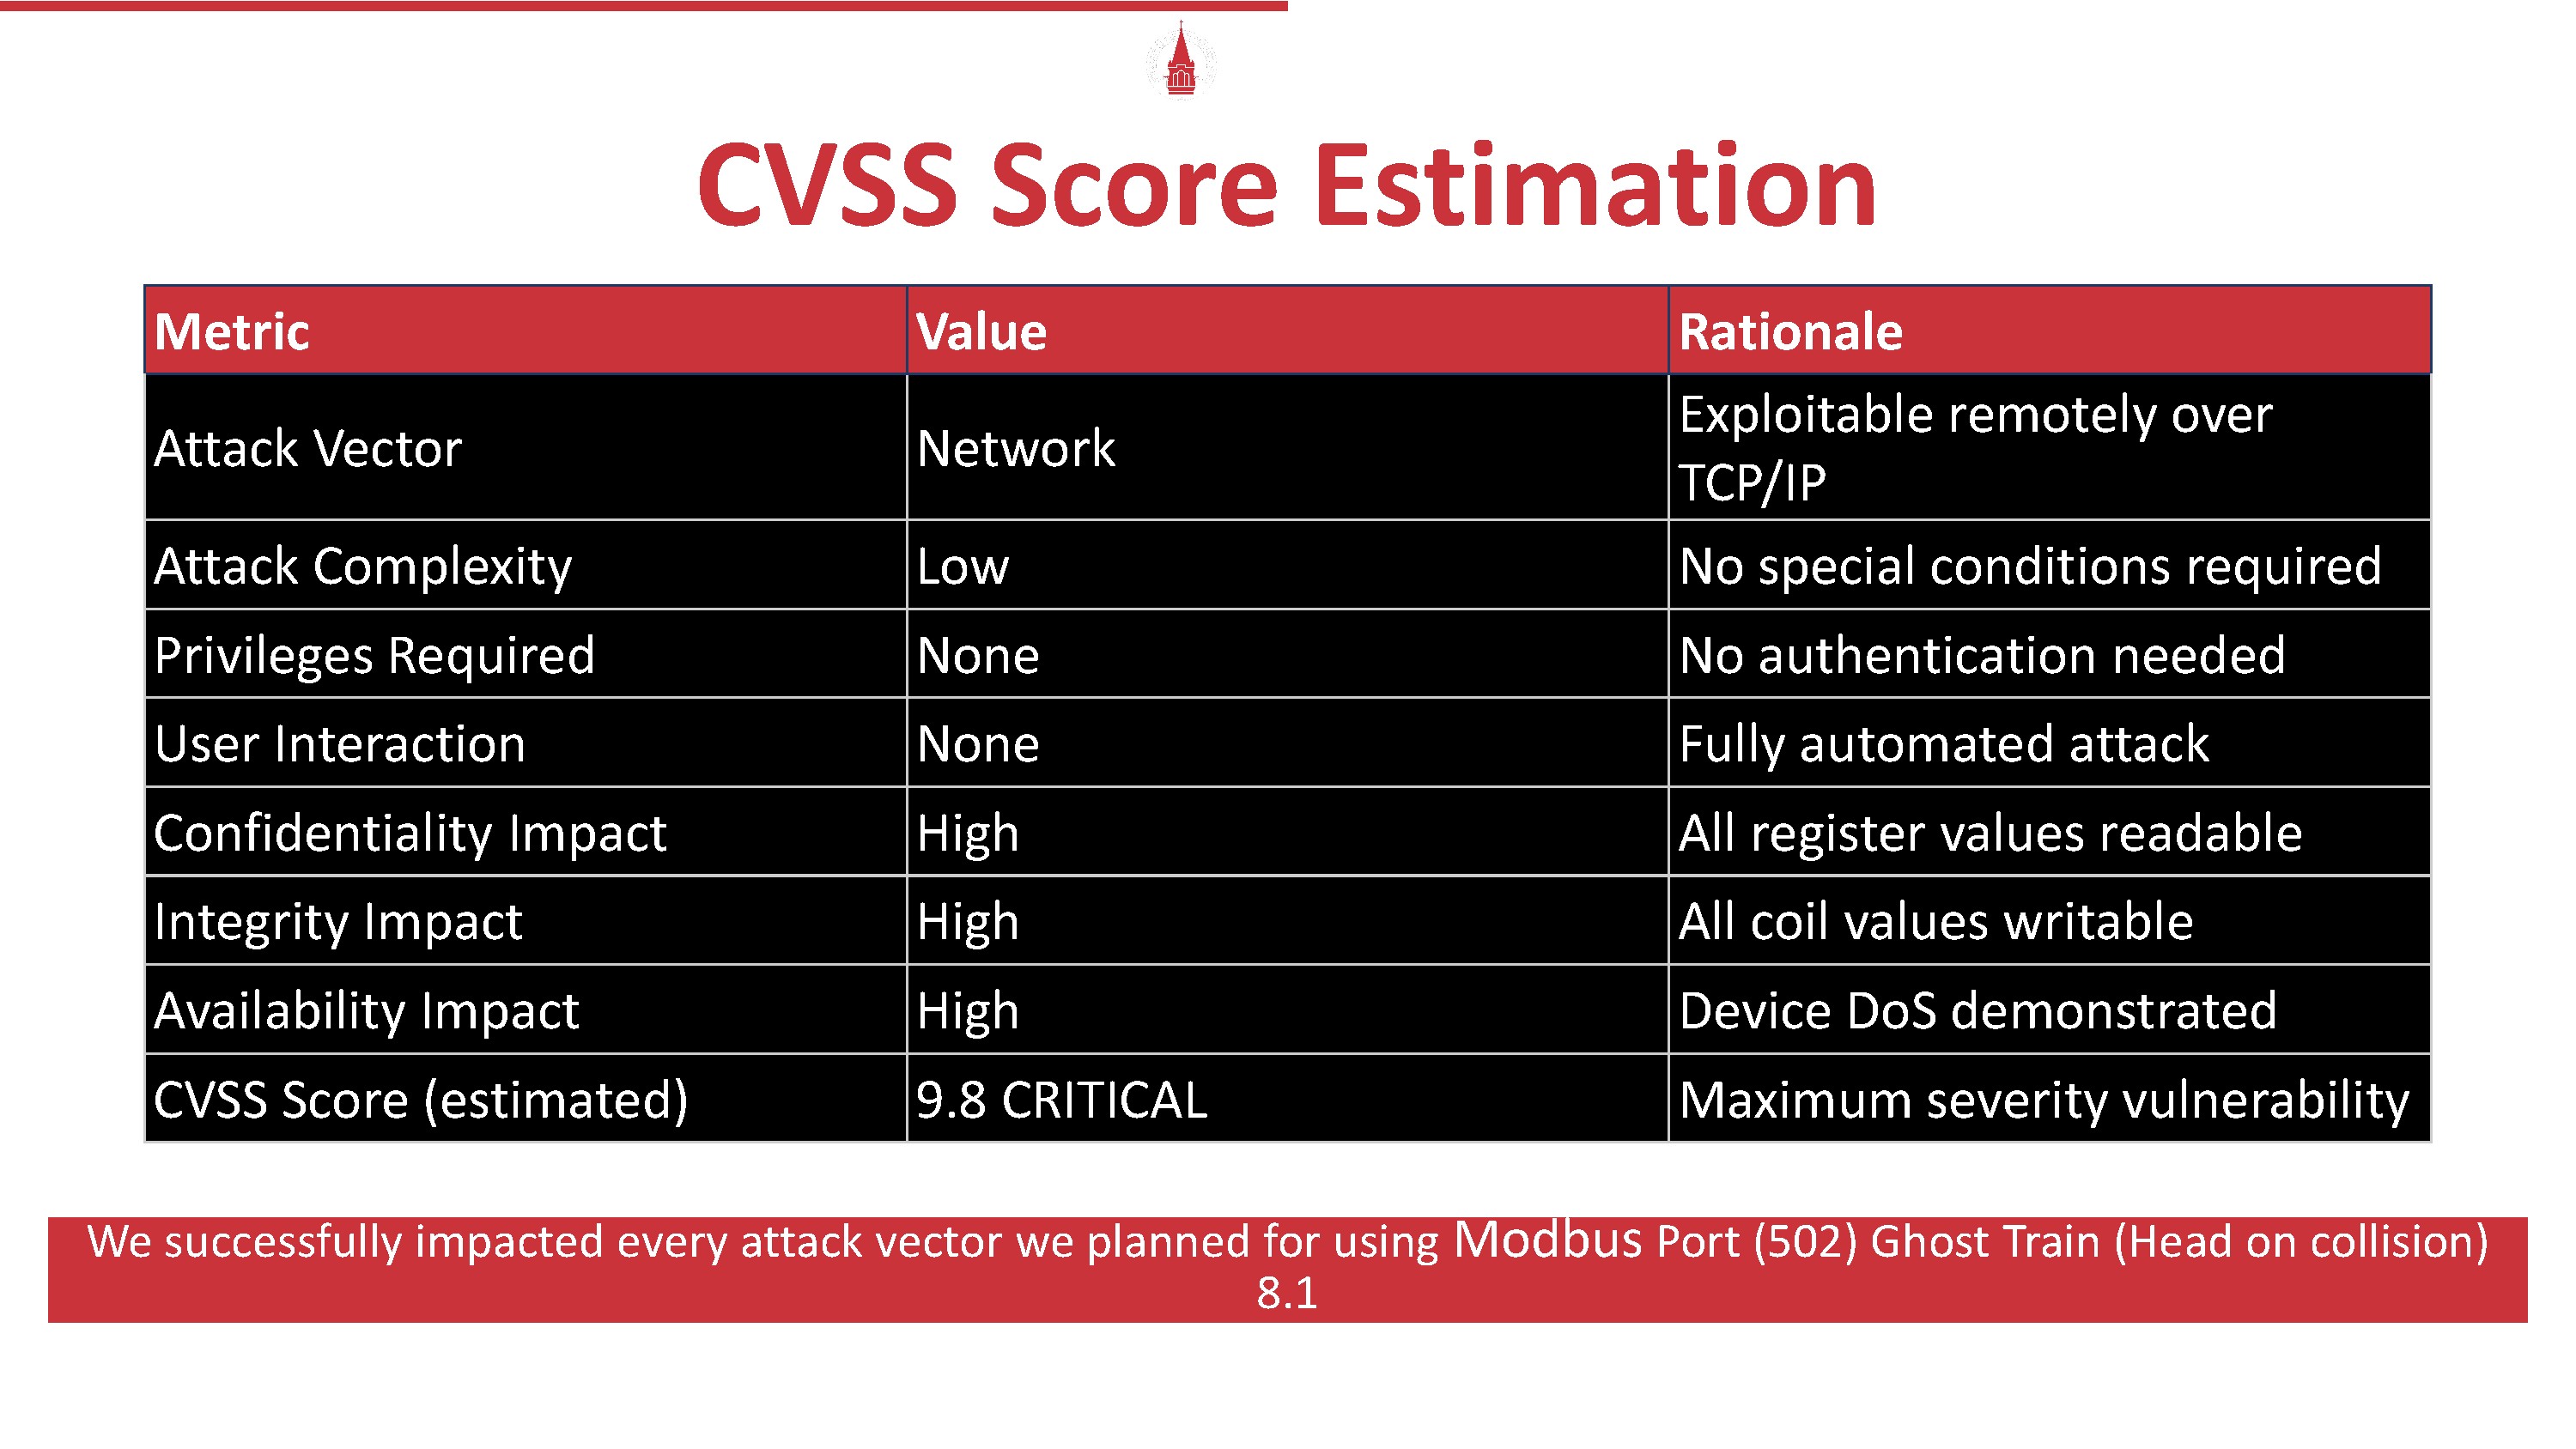 CVSS Score Estimation
Metric Value Rationale
Attack Vector Network Exploitable remotely over
TCP/IP
Attack Complexity Low No special conditions required
Privileges Required None No authentication needed
User Interaction None Fully automated attack
Confidentiality Impact High All register values readable
Integrity Impact High All coil values writable
Availability Impact High Device DoS demonstrated
CVSS Score (estimated) 9.8 CRITICAL Maximum severity vulnerability
We successfully impacted every attack vector we planned for using Modbus Port (502) Ghost Train (Head on collision)
8.1